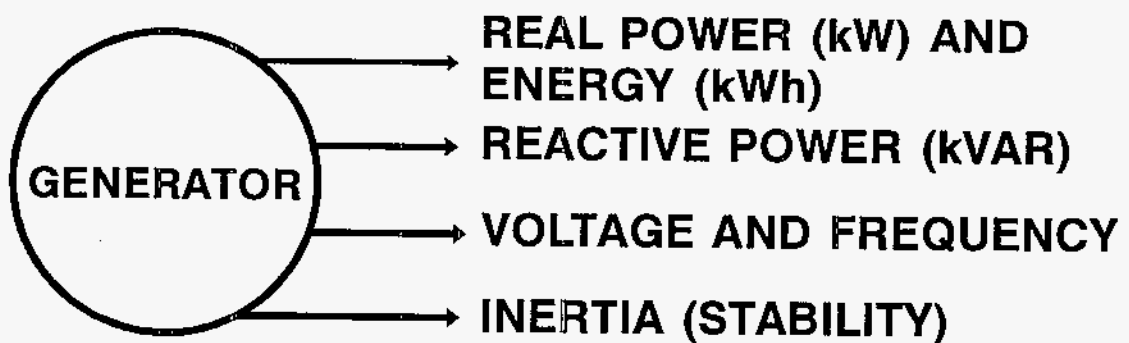 REAL POWER (kW) AND
ENERGY (kWh)
REACTIVE POWER (kVAR)
GENERATOR
VOLTAGE AND FREQUENCY
INERTIA (STABILITY)